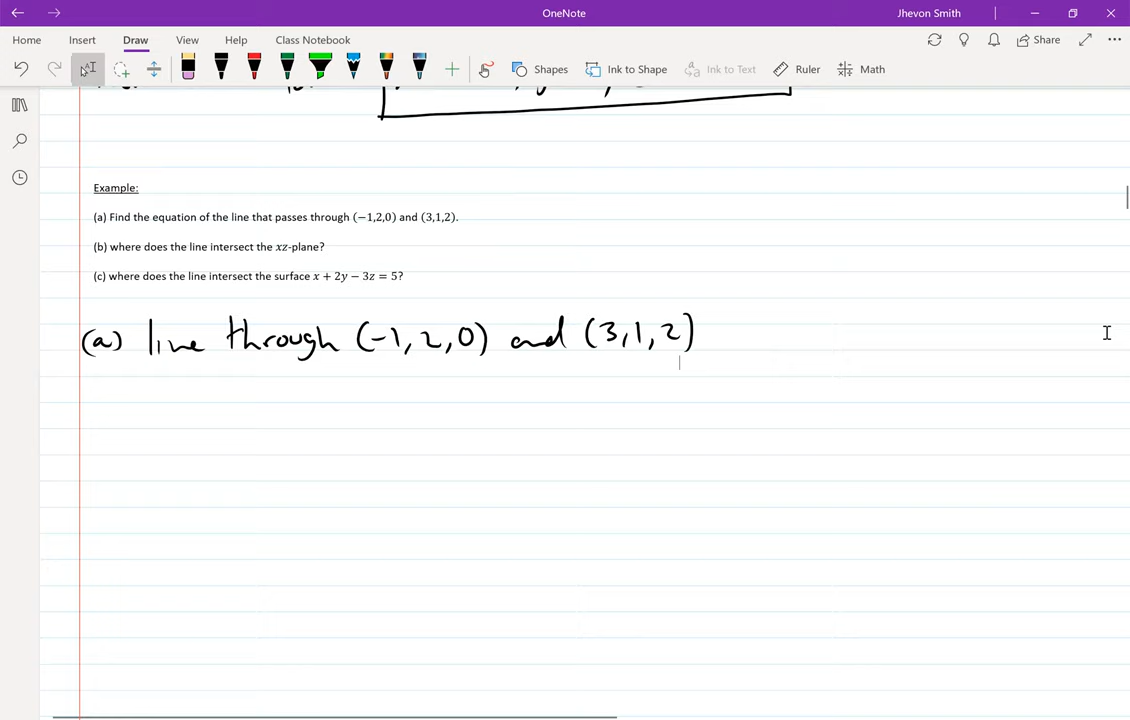 OneNote
Jhevon Smith
Home Insert Draw View Help Class Notebook Share
Shapes Ink to Shape Ink to Text Ruler Math
Example:
(a) Find the equation of the line that passes through (−1,2,0) and (3,1,2).
(b) where does the line intersect the xz-plane?
(c) where does the line intersect the surface x + 2y − 3z = 5?
(a) line through (-1, 2, 0) and (3, 1, 2)